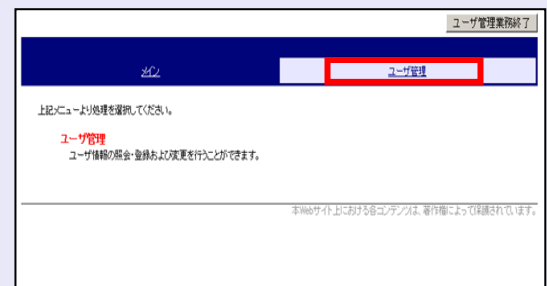 ユーザ管理業務終了
メイン
ユーザ管理
上記メニューより処理を選択してください。
ユーザ管理
ユーザ情報の照会・登録および変更を行うことができます。
本Webサイト上における各コンテンツは、著作権によって保護されています。